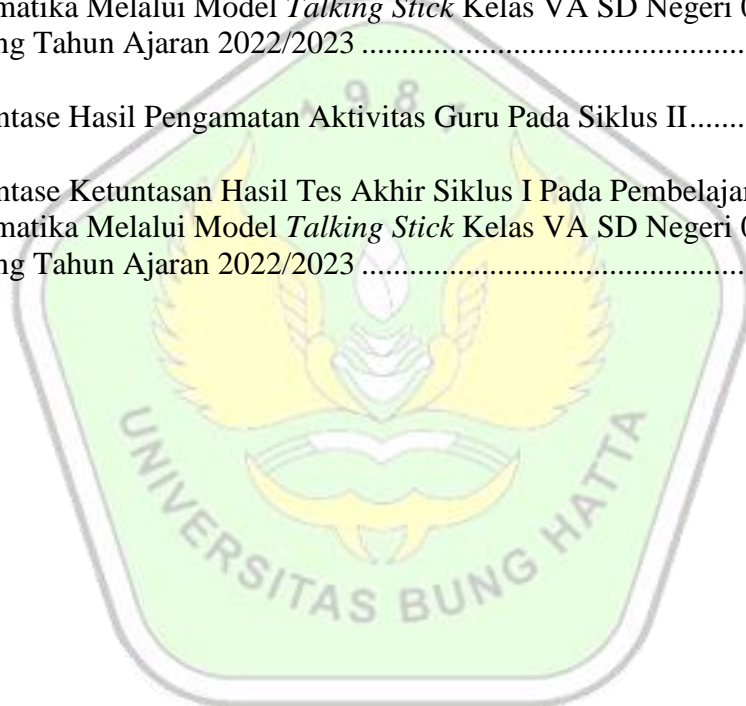 matika Melalui Model Talking Stick Kelas VA SD Negeri 0
ng Tahun Ajaran 2022/2023 ..........................................
ntase Hasil Pengamatan Aktivitas Guru Pada Siklus II.......
ntase Ketuntasan Hasil Tes Akhir Siklus I Pada Pembelajar
matika Melalui Model Talking Stick Kelas VA SD Negeri 0
ng Tahun Ajaran 2022/2023 ..........................................
UNIVERSITAS BUNG HATTA